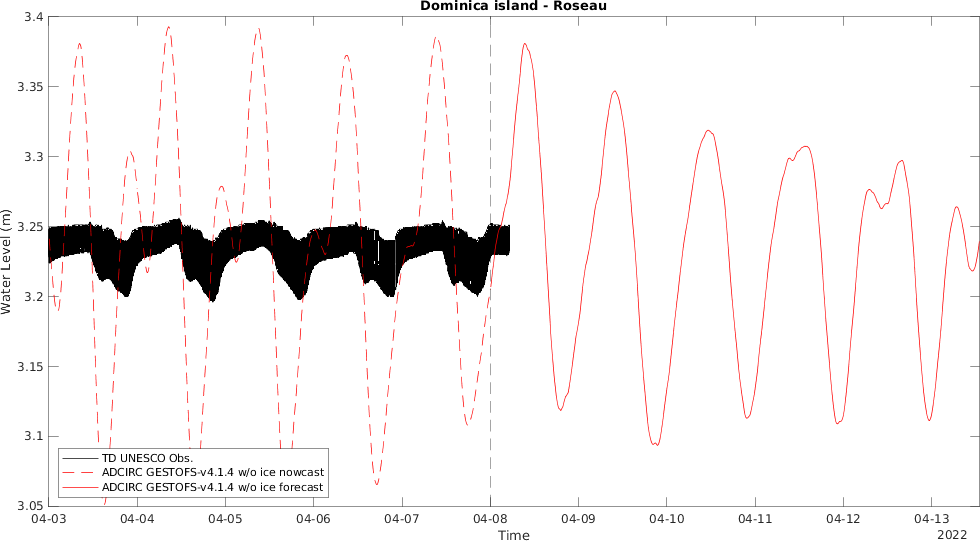 Dominica island - Roseau
3.4
3.35
3.3
3.25
3.2
3.15
3.1
3.05
Water Level (m)
TD UNESCO Obs.
ADCIRC GESTOFS-v4.1.4 w/o ice nowcast
ADCIRC GESTOFS-v4.1.4 w/o ice forecast
04-03 04-04 04-05 04-06 04-07 04-08 04-09 04-10 04-11 04-12 04-13
Time
2022